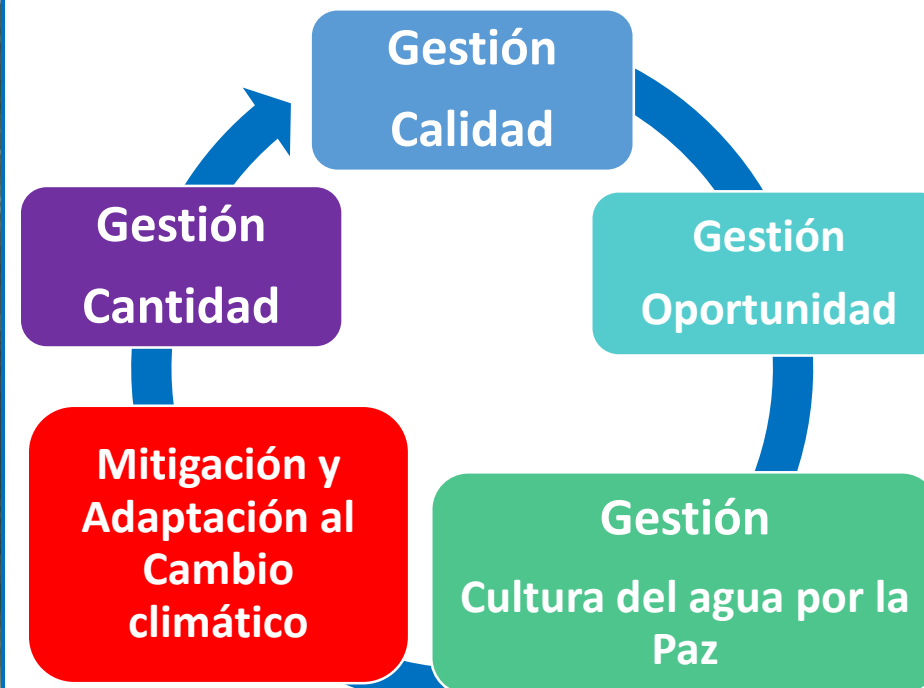 Gestión
Calidad
Gestión
Oportunidad
Gestión
Cultura del agua por la
Paz
Mitigación y
Adaptación al
Cambio
climático
Gestión
Cantidad